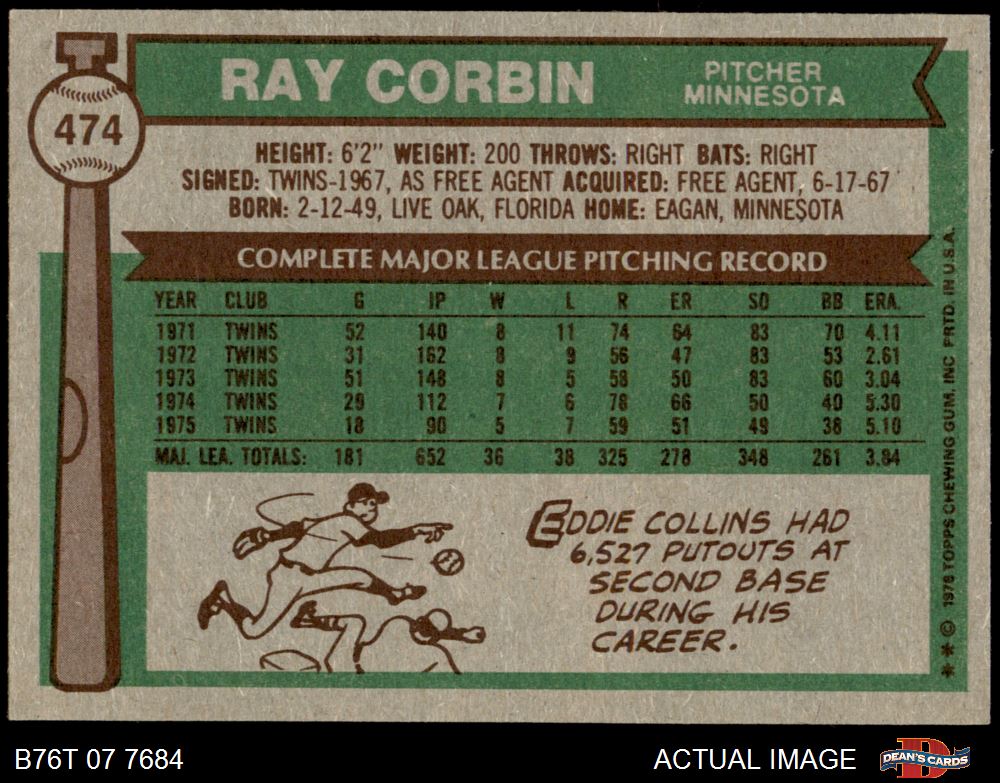 474
RAY CORBIN
PITCHER
MINNESOTA
HEIGHT: 6'2" WEIGHT: 200 THROWS: RIGHT BATS: RIGHT
SIGNED: TWINS-1967, AS FREE AGENT ACQUIRED: FREE AGENT, 6-17-67
BORN: 2-12-49, LIVE OAK, FLORIDA HOME: EAGAN, MINNESOTA
COMPLETE MAJOR LEAGUE PITCHING RECORD
YEAR CLUB G IP W L R ER SO BB ERA.
1971 TWINS 52 140 8 11 74 64 83 70 4.11
1972 TWINS 31 162 8 9 56 47 83 53 2.61
1973 TWINS 51 148 8 5 58 50 83 60 3.04
1974 TWINS 29 112 7 6 78 66 50 40 5.30
1975 TWINS 18 90 5 7 59 51 49 38 5.10
MAJ. LEA. TOTALS: 181 652 36 38 325 278 348 261 3.84
EDDIE COLLINS HAD
6,527 PUTOUTS AT
SECOND BASE
DURING HIS
CAREER.
** © 1976 TOPPS CHEWING GUM, INC PRTD. IN U.S.A.
B76T 07 7684
ACTUAL IMAGE
DEAN'S CARDS